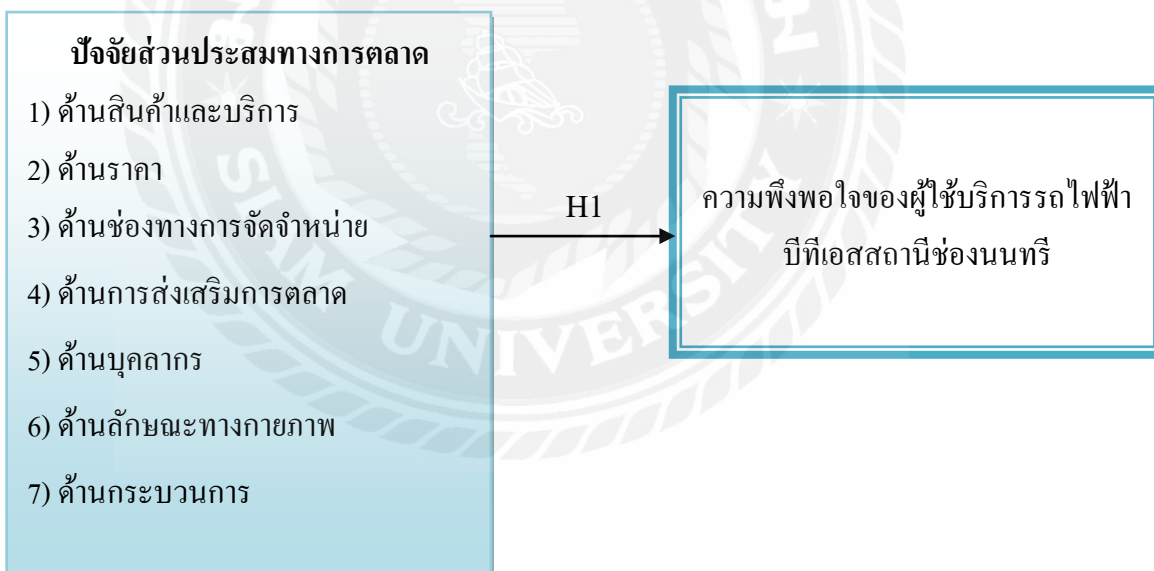 ปัจจัยส่วนประสมทางการตลาด
1) ด้านสินค้าและบริการ
2) ด้านราคา
3) ด้านช่องทางการจัดจำหน่าย
4) ด้านการส่งเสริมการตลาด
5) ด้านบุคลากร
6) ด้านลักษณะทางกายภาพ
7) ด้านกระบวนการ
H1
ความพึงพอใจของผู้ใช้บริการรถไฟฟ้า
บีทีเอสสถานีช่องนนทรี
SIAM UNIVERSITY